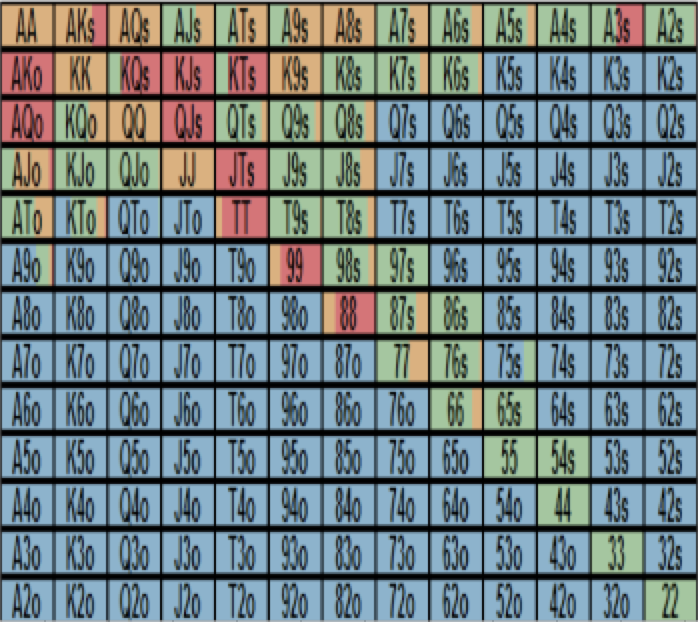 AA AKs AQs AJs ATs A9s A8s A7s A6s A5s A4s A3s A2s
AKo KK KQs KJs KTs K9s K8s K7s K6s K5s K4s K3s K2s
AQo KQo QQ QJs QTs Q9s Q8s Q7s Q6s Q5s Q4s Q3s Q2s
AJo KJo QJo JJ JTs J9s J8s J7s J6s J5s J4s J3s J2s
ATo KTo QTo JTo TT T9s T8s T7s T6s T5s T4s T3s T2s
A9o K9o Q9o J9o T9o 99 98s 97s 96s 95s 94s 93s 92s
A8o K8o Q8o J8o T8o 98o 88 87s 86s 85s 84s 83s 82s
A7o K7o Q7o J7o T7o 97o 87o 77 76s 75s 74s 73s 72s
A6o K6o Q6o J6o T6o 96o 86o 76o 66 65s 64s 63s 62s
A5o K5o Q5o J5o T5o 95o 85o 75o 65o 55 54s 53s 52s
A4o K4o Q4o J4o T4o 94o 84o 74o 64o 54o 44 43s 42s
A3o K3o Q3o J3o T3o 93o 83o 73o 63o 53o 43o 33 32s
A2o K2o Q2o J2o T2o 92o 82o 72o 62o 52o 42o 32o 22